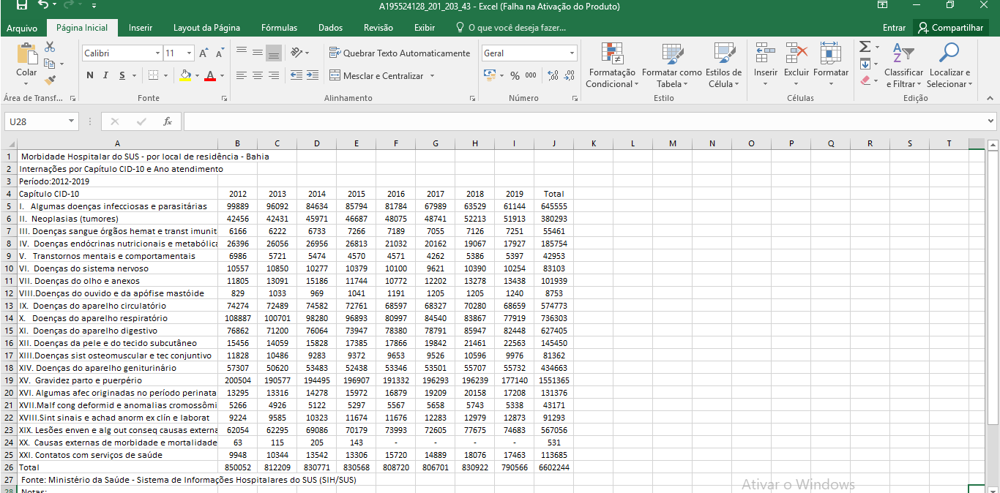 A195524128_201_203_43 - Excel (Falha na Ativação do Produto)
Arquivo Página Inicial Inserir Layout da Página Fórmulas Dados Revisão Exibir O que você deseja fazer... Entrar Compartilhar
Calibri 11 Quebrar Texto Automaticamente Geral
Colar N I S A Mesclar e Centralizar % 000 Formatação Condicional Formatar como Tabela Estilos de Célula Inserir Excluir Formatar Classificar e Filtrar Localizar e Selecionar
Área de Transf... Fonte Alinhamento Número Estilo Células Edição
U28 fx
A B C D E F G H I J K L M N O P Q R S T
1 Morbidade Hospitalar do SUS - por local de residência - Bahia
2 Internações por Capítulo CID-10 e Ano atendimento
3 Período:2012-2019
4 Capítulo CID-10 2012 2013 2014 2015 2016 2017 2018 2019 Total
5 I. Algumas doenças infecciosas e parasitárias 99889 96092 84634 85794 81784 67989 63529 61144 645555
6 II. Neoplasias (tumores) 42456 42431 45971 46687 48075 48741 52213 51913 380293
7 III. Doenças sangue órgãos hemat e transt imunit 6166 6222 6733 7266 7189 7055 7126 7251 55461
8 IV. Doenças endócrinas nutricionais e metabólica 26396 26056 26956 26813 21032 20162 19067 17927 185754
9 V. Transtornos mentais e comportamentais 6986 5721 5474 4570 4571 4262 5386 5397 42953
10 VI. Doenças do sistema nervoso 10557 10850 10277 10379 10100 9621 10390 10254 83103
11 VII. Doenças do olho e anexos 11805 13091 15186 11744 10772 12202 13278 13438 101939
12 VIII.Doenças do ouvido e da apófise mastóide 829 1033 969 1041 1191 1205 1205 1240 8753
13 IX. Doenças do aparelho circulatório 74274 72489 74582 72761 68597 68327 70280 68659 574773
14 X. Doenças do aparelho respiratório 108887 100701 98280 96893 80997 84540 83867 77919 736303
15 XI. Doenças do aparelho digestivo 76862 71200 76064 73947 78380 78791 85947 82448 627405
16 XII. Doenças da pele e do tecido subcutâneo 15456 14059 15828 17385 17866 19842 21461 22563 145450
17 XIII.Doenças sist osteomuscular e tec conjuntivo 11828 10486 9283 9372 9653 9526 10596 9976 81362
18 XIV. Doenças do aparelho geniturinário 57307 50620 53483 52438 53346 53501 55707 55732 434663
19 XV. Gravidez parto e puerpério 200504 190577 194495 196907 191332 196293 196239 177140 1551365
20 XVI. Algumas afec originadas no período perinata 13295 13316 14278 15972 16879 19209 20158 17208 131376
21 XVII.Malf cong deformid e anomalias cromossômi 5266 4926 5122 5297 5567 5658 5743 5338 43171
22 XVIII.Sint sinais e achad anorm ex clín e laborat 9224 9585 10323 11674 11676 12283 12979 12873 91293
23 XIX. Lesões enven e alg out conseq causas externa 62054 62295 69086 70179 73993 72605 77675 74683 567056
24 XX. Causas externas de morbidade e mortalidade 63 115 205 143 - - - - 531
25 XXI. Contatos com serviços de saúde 9948 10344 13542 13306 15720 14889 18076 17463 113685
26 Total 850052 812209 830771 830568 808720 806701 830922 790566 6602244
27 Fonte: Ministério da Saúde - Sistema de Informações Hospitalares do SUS (SIH/SUS)
28 Notas:
Ativar o Windows